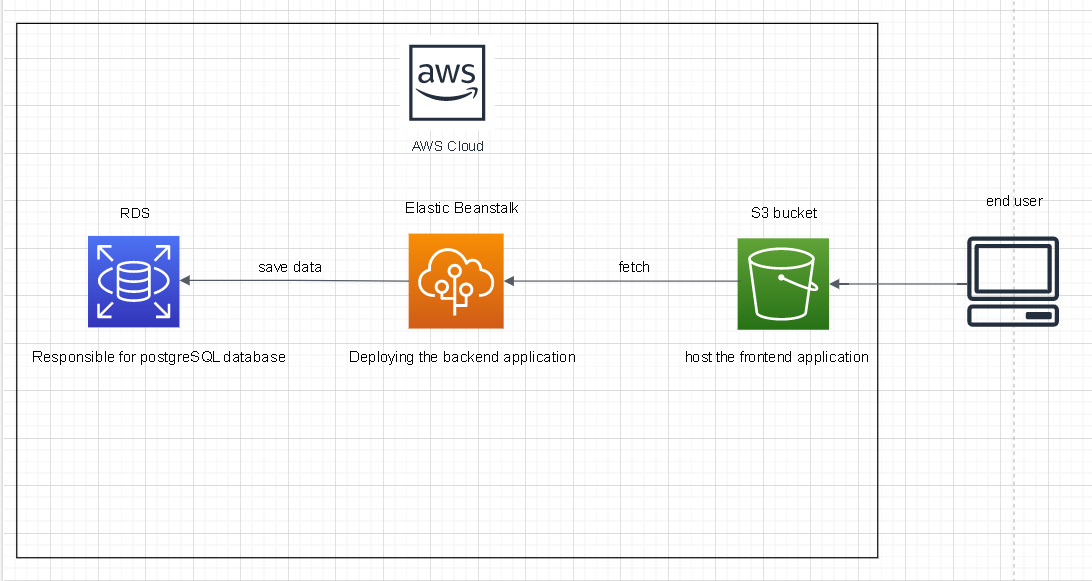 aws
AWS Cloud
RDS
Elastic Beanstalk
S3 bucket
end user
save data
fetch
Responsible for postgreSQL database
Deploying the backend application
host the frontend application